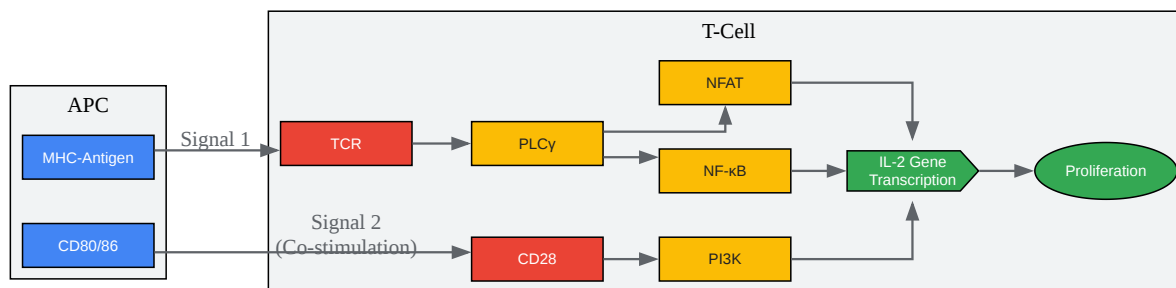 T-Cell
APC
MHC-Antigen
CD80/86
Signal 1
Signal 2
(Co-stimulation)
TCR
PLCγ
NFAT
NF-κB
CD28
PI3K
IL-2 Gene
Transcription
Proliferation